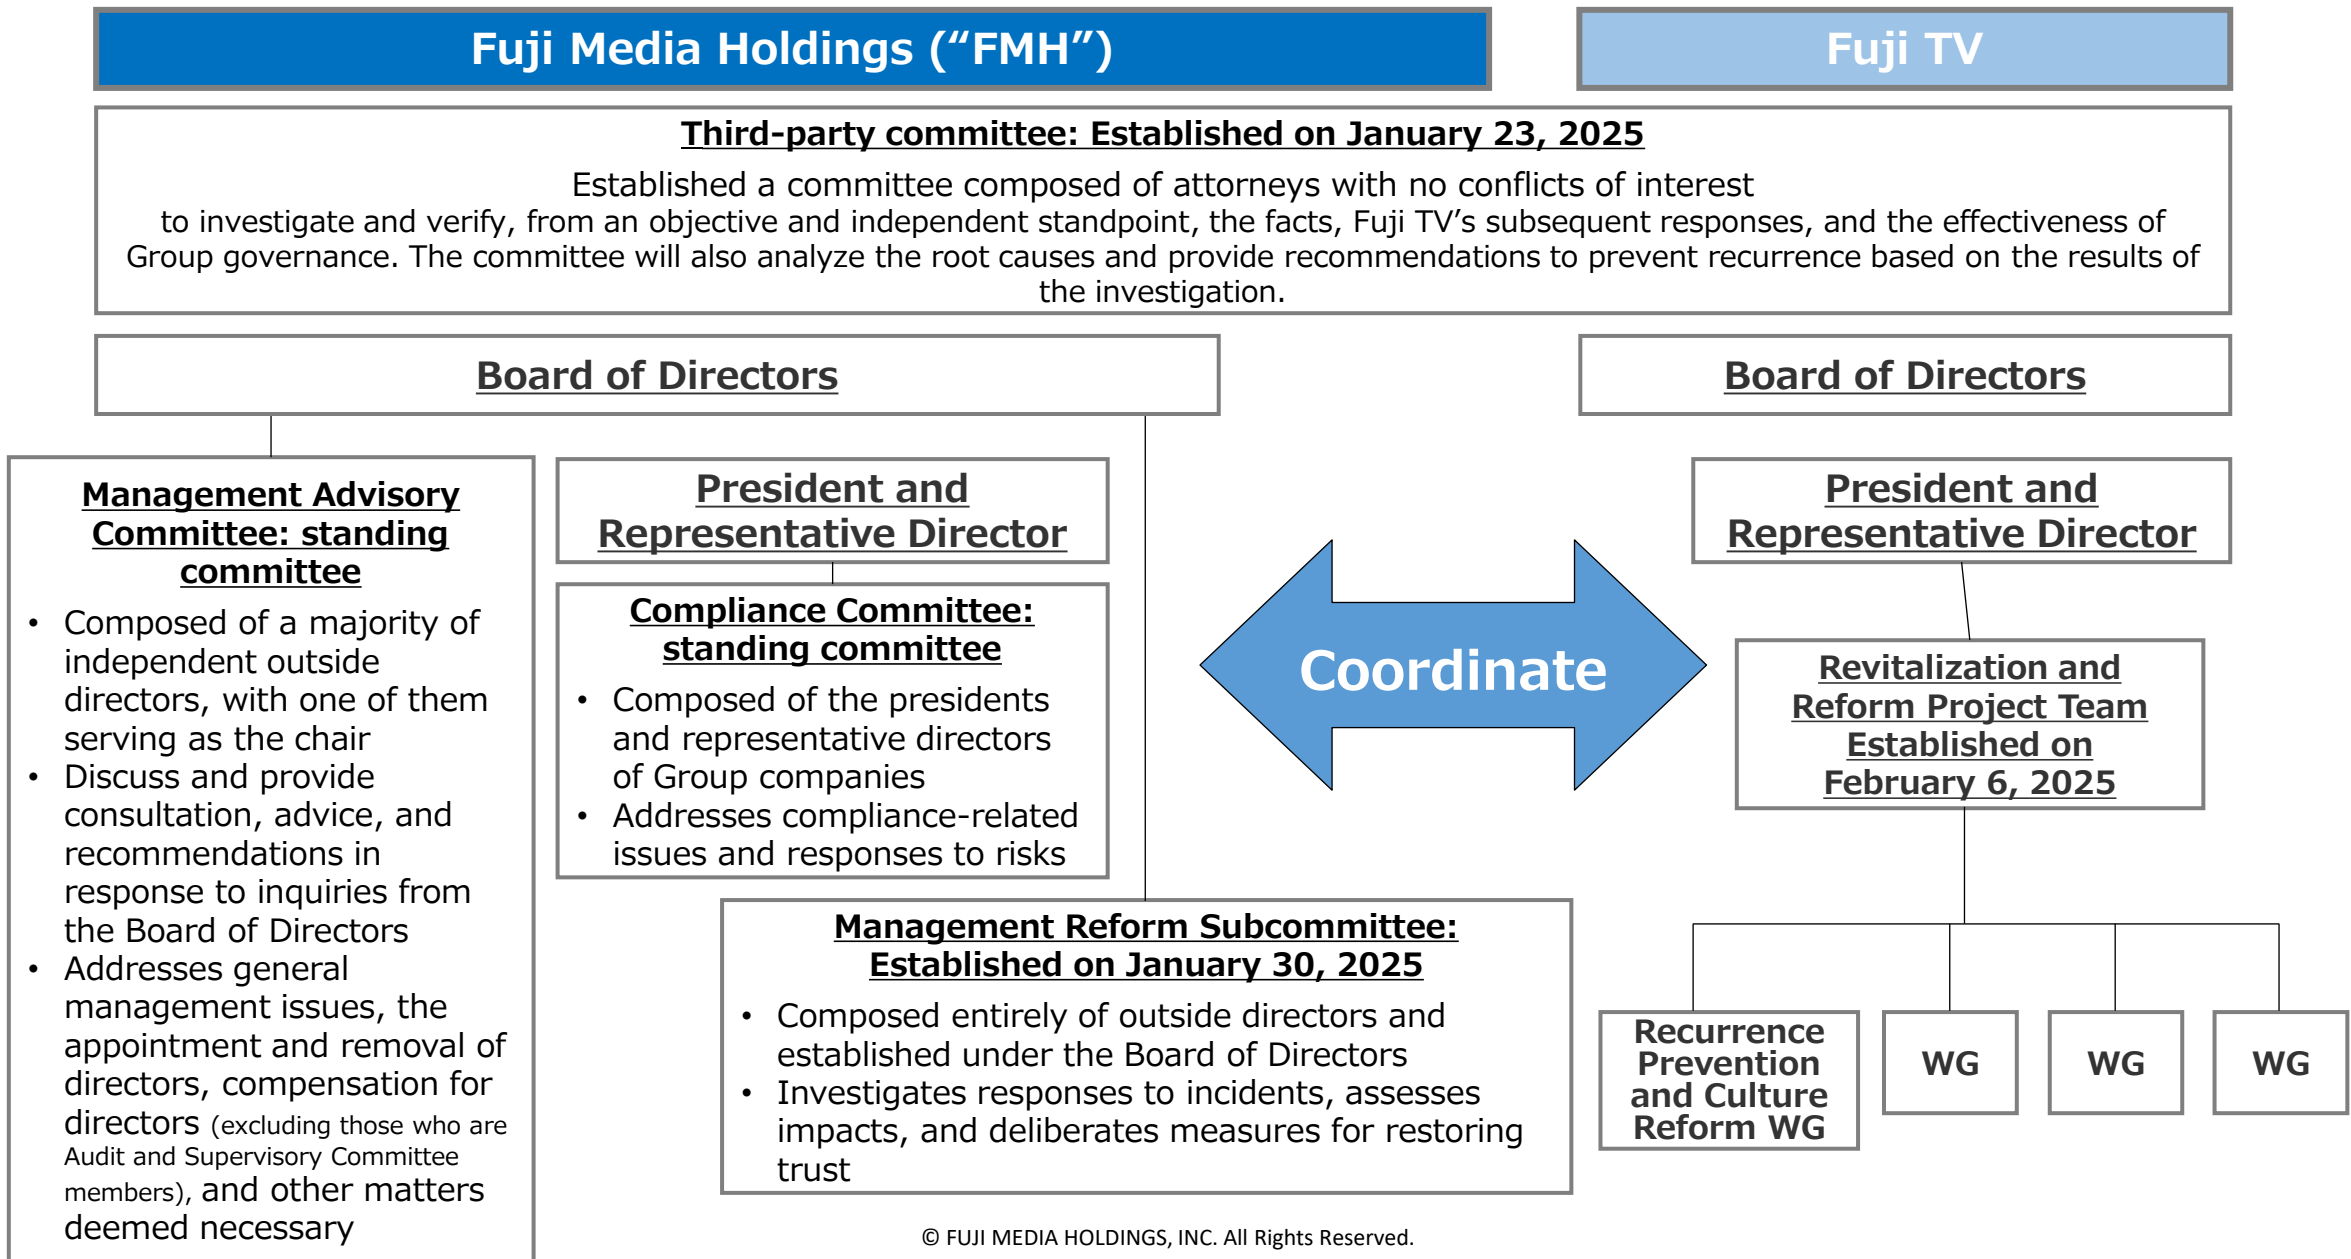 Fuji Media Holdings (“FMH”)
Fuji TV
Third-party committee: Established on January 23, 2025
Established a committee composed of attorneys with no conflicts of interest
to investigate and verify, from an objective and independent standpoint, the facts, Fuji TV’s subsequent responses, and the effectiveness of
Group governance. The committee will also analyze the root causes and provide recommendations to prevent recurrence based on the results of
the investigation.
Board of Directors
Board of Directors
Management Advisory
Committee: standing
committee
• Composed of a majority of
independent outside
directors, with one of them
serving as the chair
• Discuss and provide
consultation, advice, and
recommendations in
response to inquiries from
the Board of Directors
• Addresses general
management issues, the
appointment and removal of
directors, compensation for
directors (excluding those who are
Audit and Supervisory Committee
members), and other matters
deemed necessary
President and
Representative Director
Compliance Committee:
standing committee
• Composed of the presidents
and representative directors
of Group companies
• Addresses compliance-related
issues and responses to risks
Management Reform Subcommittee:
Established on January 30, 2025
• Composed entirely of outside directors and
established under the Board of Directors
• Investigates responses to incidents, assesses
impacts, and deliberates measures for restoring
trust
Coordinate
President and
Representative Director
Revitalization and
Reform Project Team
Established on
February 6, 2025
Recurrence
Prevention
and Culture
Reform WG
WG
WG
WG
© FUJI MEDIA HOLDINGS, INC. All Rights Reserved.